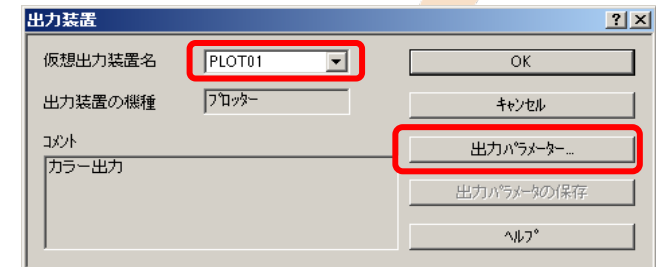 出力装置
仮想出力装置名 PLOT01 OK
出力装置の機種 ﾌﾟﾛｯﾀｰ ｷｬﾝｾﾙ
ｺﾒﾝﾄ 出力ﾊﾟﾗﾒｰﾀｰ...
カラー出力
出力ﾊﾟﾗﾒｰﾀの保存
ﾍﾙﾌﾟ